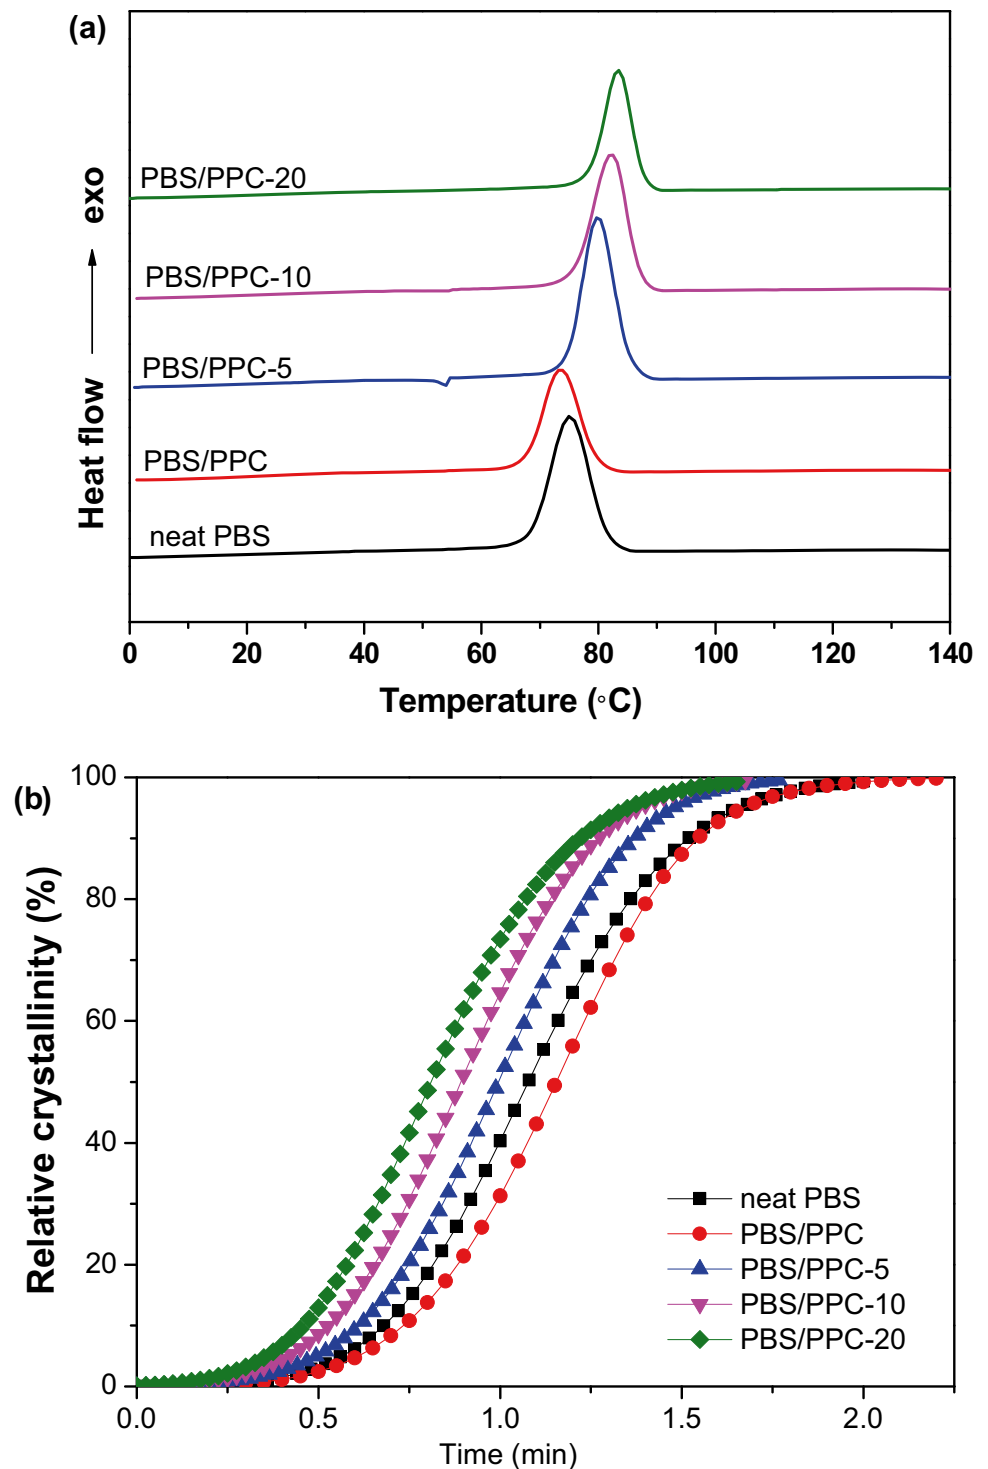 (a)
PBS/PPC-20
PBS/PPC-10
PBS/PPC-5
PBS/PPC
neat PBS
Heat flow → exo
0 20 40 60 80 100 120 140
Temperature (°C)
(b)
100
80
60
40
20
0
Relative crystallinity (%)
neat PBS
PBS/PPC
PBS/PPC-5
PBS/PPC-10
PBS/PPC-20
0.0 0.5 1.0 1.5 2.0
Time (min)